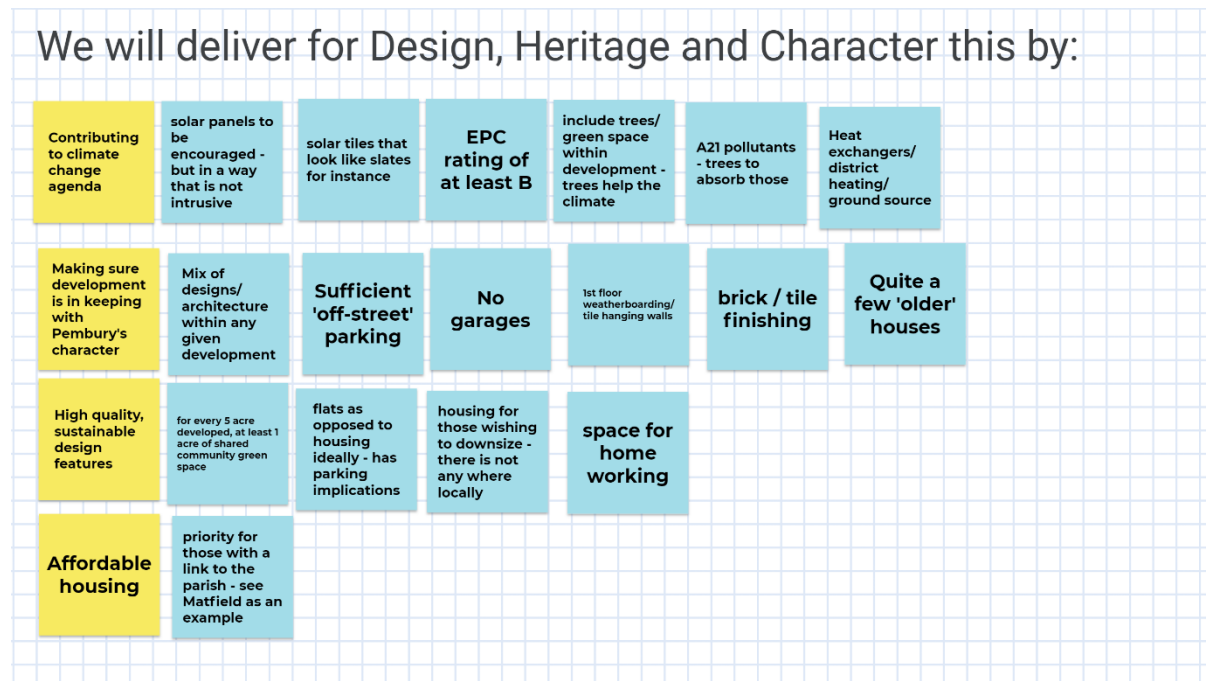 We will deliver for Design, Heritage and Character this by:
Contributing
to climate
change
agenda
solar panels to
be
encouraged -
but in a way
that is not
intrusive
solar tiles that
look like slates
for instance
EPC
rating of
at least B
include trees/
green space
within
development -
trees help the
climate
A21 pollutants
- trees to
absorb those
Heat
exchangers/
district
heating/
ground source
Making sure
development
is in keeping
with
Pembury's
character
Mix of
designs/
architecture
within any
given
development
Sufficient
'off-street'
parking
No
garages
1st floor
weatherboarding/
tile hanging walls
brick / tile
finishing
Quite a
few 'older'
houses
High quality,
sustainable
design
features
for every 5 acre
developed, at least 1
acre of shared
community green
space
flats as
opposed to
housing
ideally - has
parking
implications
housing for
those wishing
to downsize -
there is not
any where
locally
space for
home
working
Affordable
housing
priority for
those with a
link to the
parish - see
Matfield as an
example